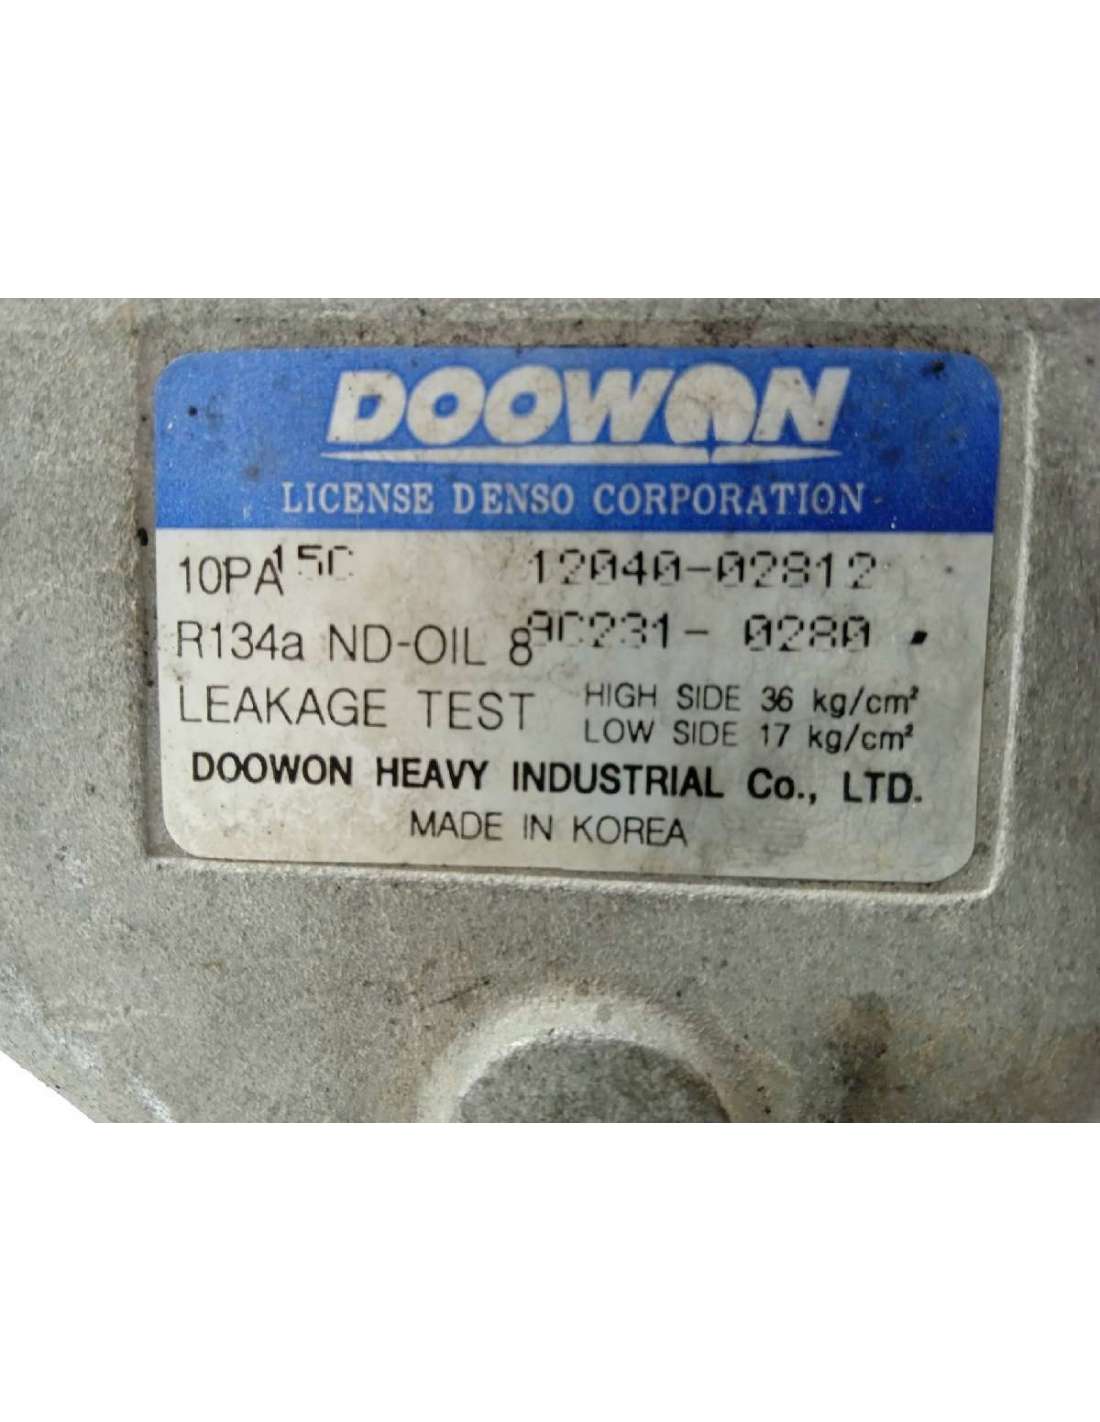 DOOWON
LICENSE DENSO CORPORATION
10PA15C 12040-02812
R134a ND-OIL 8 9C231- 0280
LEAKAGE TEST HIGH SIDE 36 kg/cm²
LOW SIDE 17 kg/cm²
DOOWON HEAVY INDUSTRIAL Co., LTD.
MADE IN KOREA